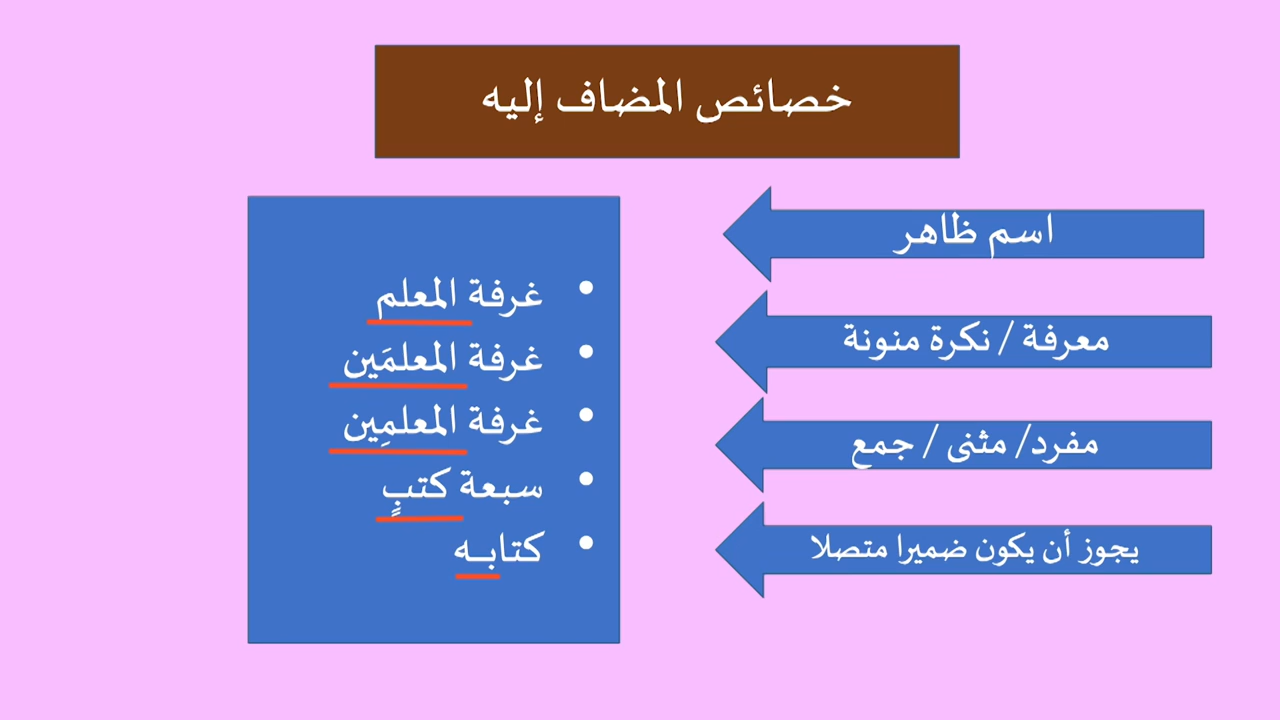 خصائص المضاف إليه
اسم ظاهر
معرفة / نكرة منونة
مفرد/ مثنى / جمع
يجوز أن يكون ضميرا متصلا
• غرفة المعلم
• غرفة المعلمَين
• غرفة المعلمِين
• سبعة كتبٍ
• كتابـه